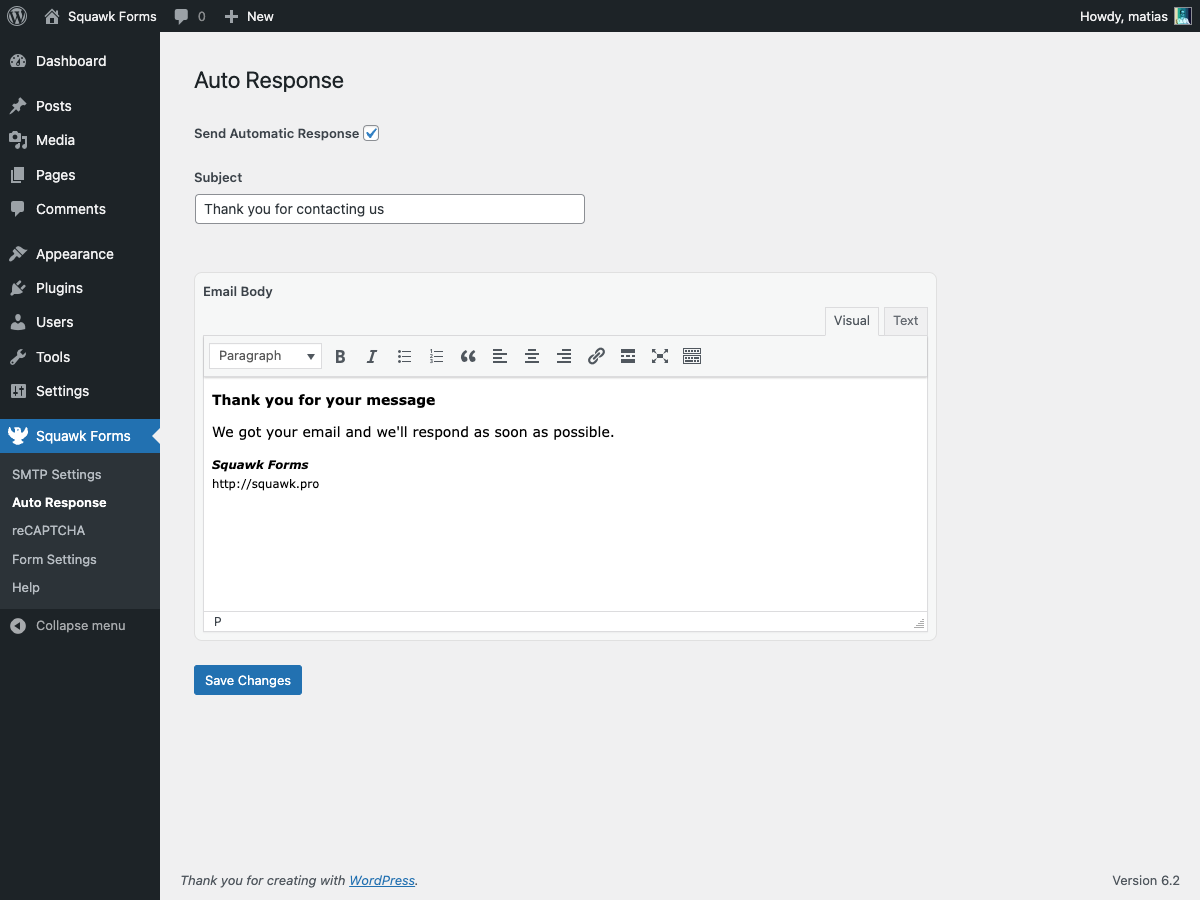 Squawk Forms 0 New Howdy, matias
Dashboard
Posts
Media
Pages
Comments
Appearance
Plugins
Users
Tools
Settings
Squawk Forms
SMTP Settings
Auto Response
reCAPTCHA
Form Settings
Help
Collapse menu
Auto Response
Send Automatic Response
Subject
Thank you for contacting us
Email Body
Visual Text
Paragraph B I
Thank you for your message
We got your email and we'll respond as soon as possible.
Squawk Forms
http://squawk.pro
P
Save Changes
Thank you for creating with WordPress. Version 6.2